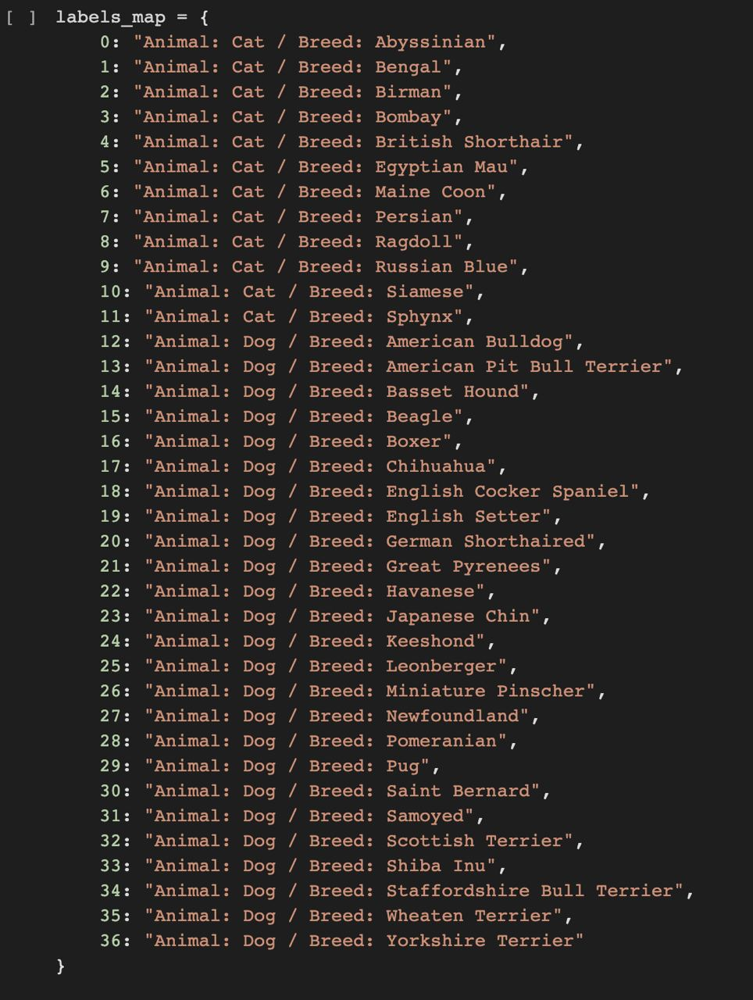 [ ] labels_map = {
0: "Animal: Cat / Breed: Abyssinian",
1: "Animal: Cat / Breed: Bengal",
2: "Animal: Cat / Breed: Birman",
3: "Animal: Cat / Breed: Bombay",
4: "Animal: Cat / Breed: British Shorthair",
5: "Animal: Cat / Breed: Egyptian Mau",
6: "Animal: Cat / Breed: Maine Coon",
7: "Animal: Cat / Breed: Persian",
8: "Animal: Cat / Breed: Ragdoll",
9: "Animal: Cat / Breed: Russian Blue",
10: "Animal: Cat / Breed: Siamese",
11: "Animal: Cat / Breed: Sphynx",
12: "Animal: Dog / Breed: American Bulldog",
13: "Animal: Dog / Breed: American Pit Bull Terrier",
14: "Animal: Dog / Breed: Basset Hound",
15: "Animal: Dog / Breed: Beagle",
16: "Animal: Dog / Breed: Boxer",
17: "Animal: Dog / Breed: Chihuahua",
18: "Animal: Dog / Breed: English Cocker Spaniel",
19: "Animal: Dog / Breed: English Setter",
20: "Animal: Dog / Breed: German Shorthaired",
21: "Animal: Dog / Breed: Great Pyrenees",
22: "Animal: Dog / Breed: Havanese",
23: "Animal: Dog / Breed: Japanese Chin",
24: "Animal: Dog / Breed: Keeshond",
25: "Animal: Dog / Breed: Leonberger",
26: "Animal: Dog / Breed: Miniature Pinscher",
27: "Animal: Dog / Breed: Newfoundland",
28: "Animal: Dog / Breed: Pomeranian",
29: "Animal: Dog / Breed: Pug",
30: "Animal: Dog / Breed: Saint Bernard",
31: "Animal: Dog / Breed: Samoyed",
32: "Animal: Dog / Breed: Scottish Terrier",
33: "Animal: Dog / Breed: Shiba Inu",
34: "Animal: Dog / Breed: Staffordshire Bull Terrier",
35: "Animal: Dog / Breed: Wheaten Terrier",
36: "Animal: Dog / Breed: Yorkshire Terrier"
}